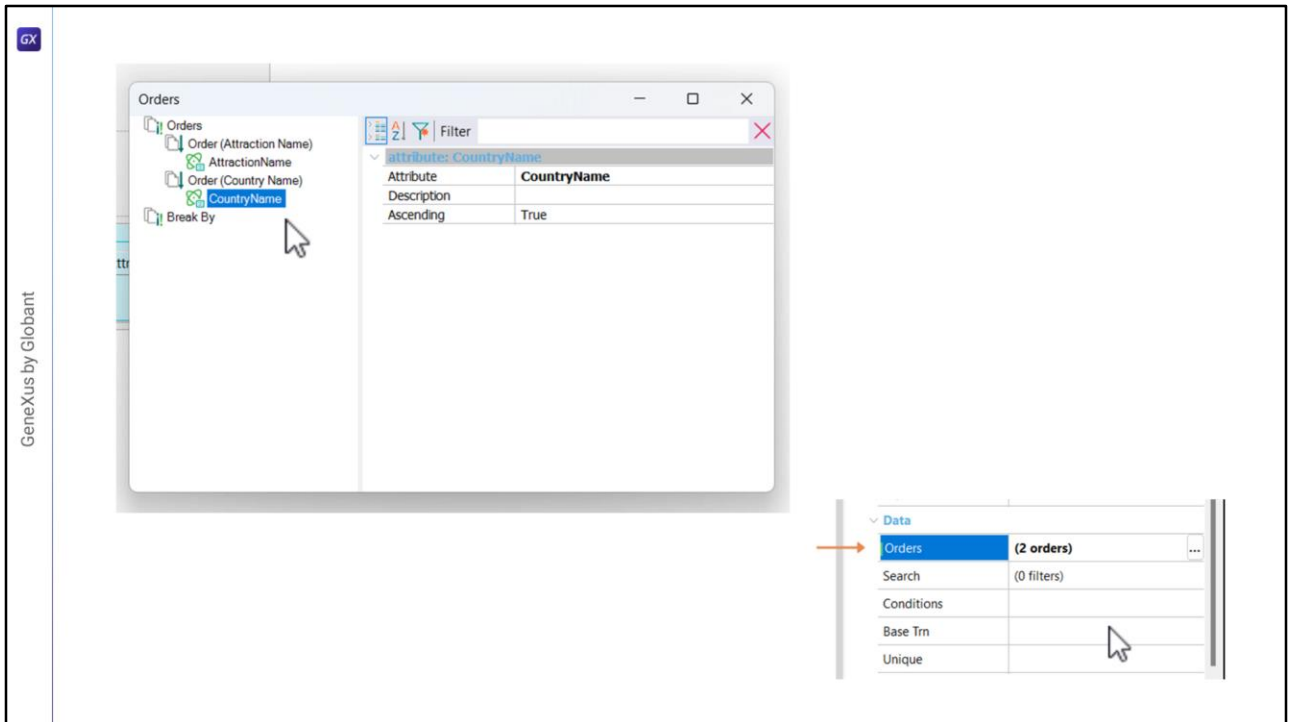 GX
GeneXus by Globant
Orders
Orders
Order (Attraction Name)
AttractionName
Order (Country Name)
CountryName
Break By
Filter
attribute: CountryName
Attribute CountryName
Description
Ascending True
ttr
Data
Orders (2 orders) ...
Search (0 filters)
Conditions
Base Trn
Unique